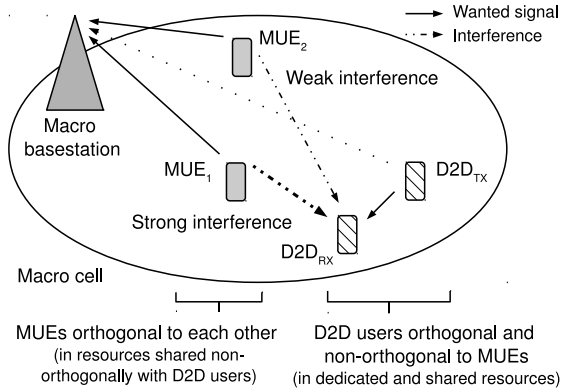 Wanted signal
Interference
MUE2
Weak interference
Macro
basestation
MUE1
D2DTX
Strong interference
D2DRX
Macro cell
MUEs orthogonal to each other
(in resources shared non-
orthogonally with D2D users)
D2D users orthogonal and
non-orthogonal to MUEs
(in dedicated and shared resources)